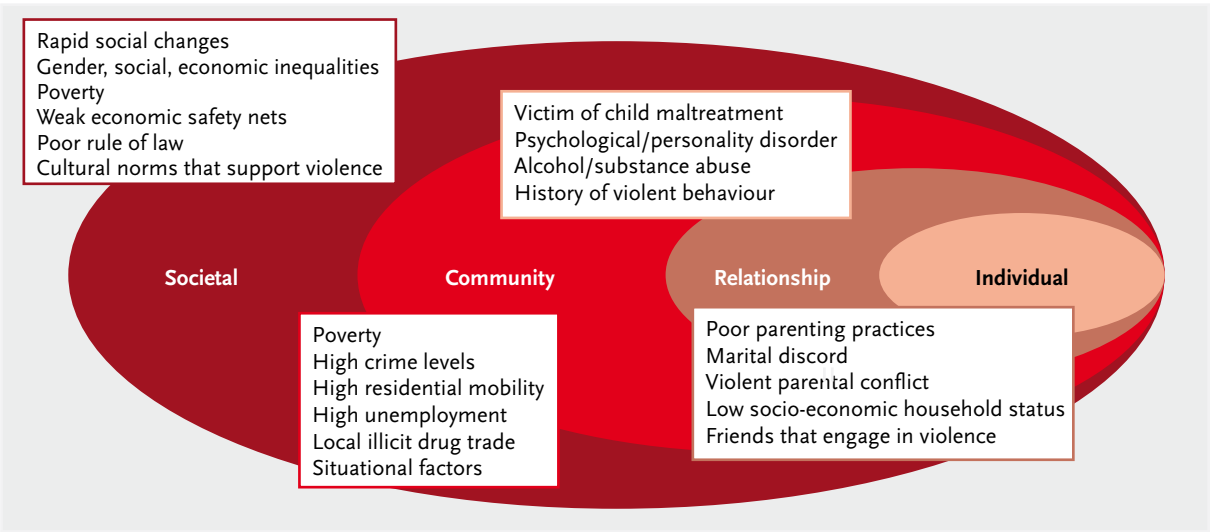 Rapid social changes
Gender, social, economic inequalities
Poverty
Weak economic safety nets
Poor rule of law
Cultural norms that support violence
Victim of child maltreatment
Psychological/personality disorder
Alcohol/substance abuse
History of violent behaviour
Societal
Community
Relationship
Individual
Poverty
High crime levels
High residential mobility
High unemployment
Local illicit drug trade
Situational factors
Poor parenting practices
Marital discord
Violent parental conflict
Low socio-economic household status
Friends that engage in violence